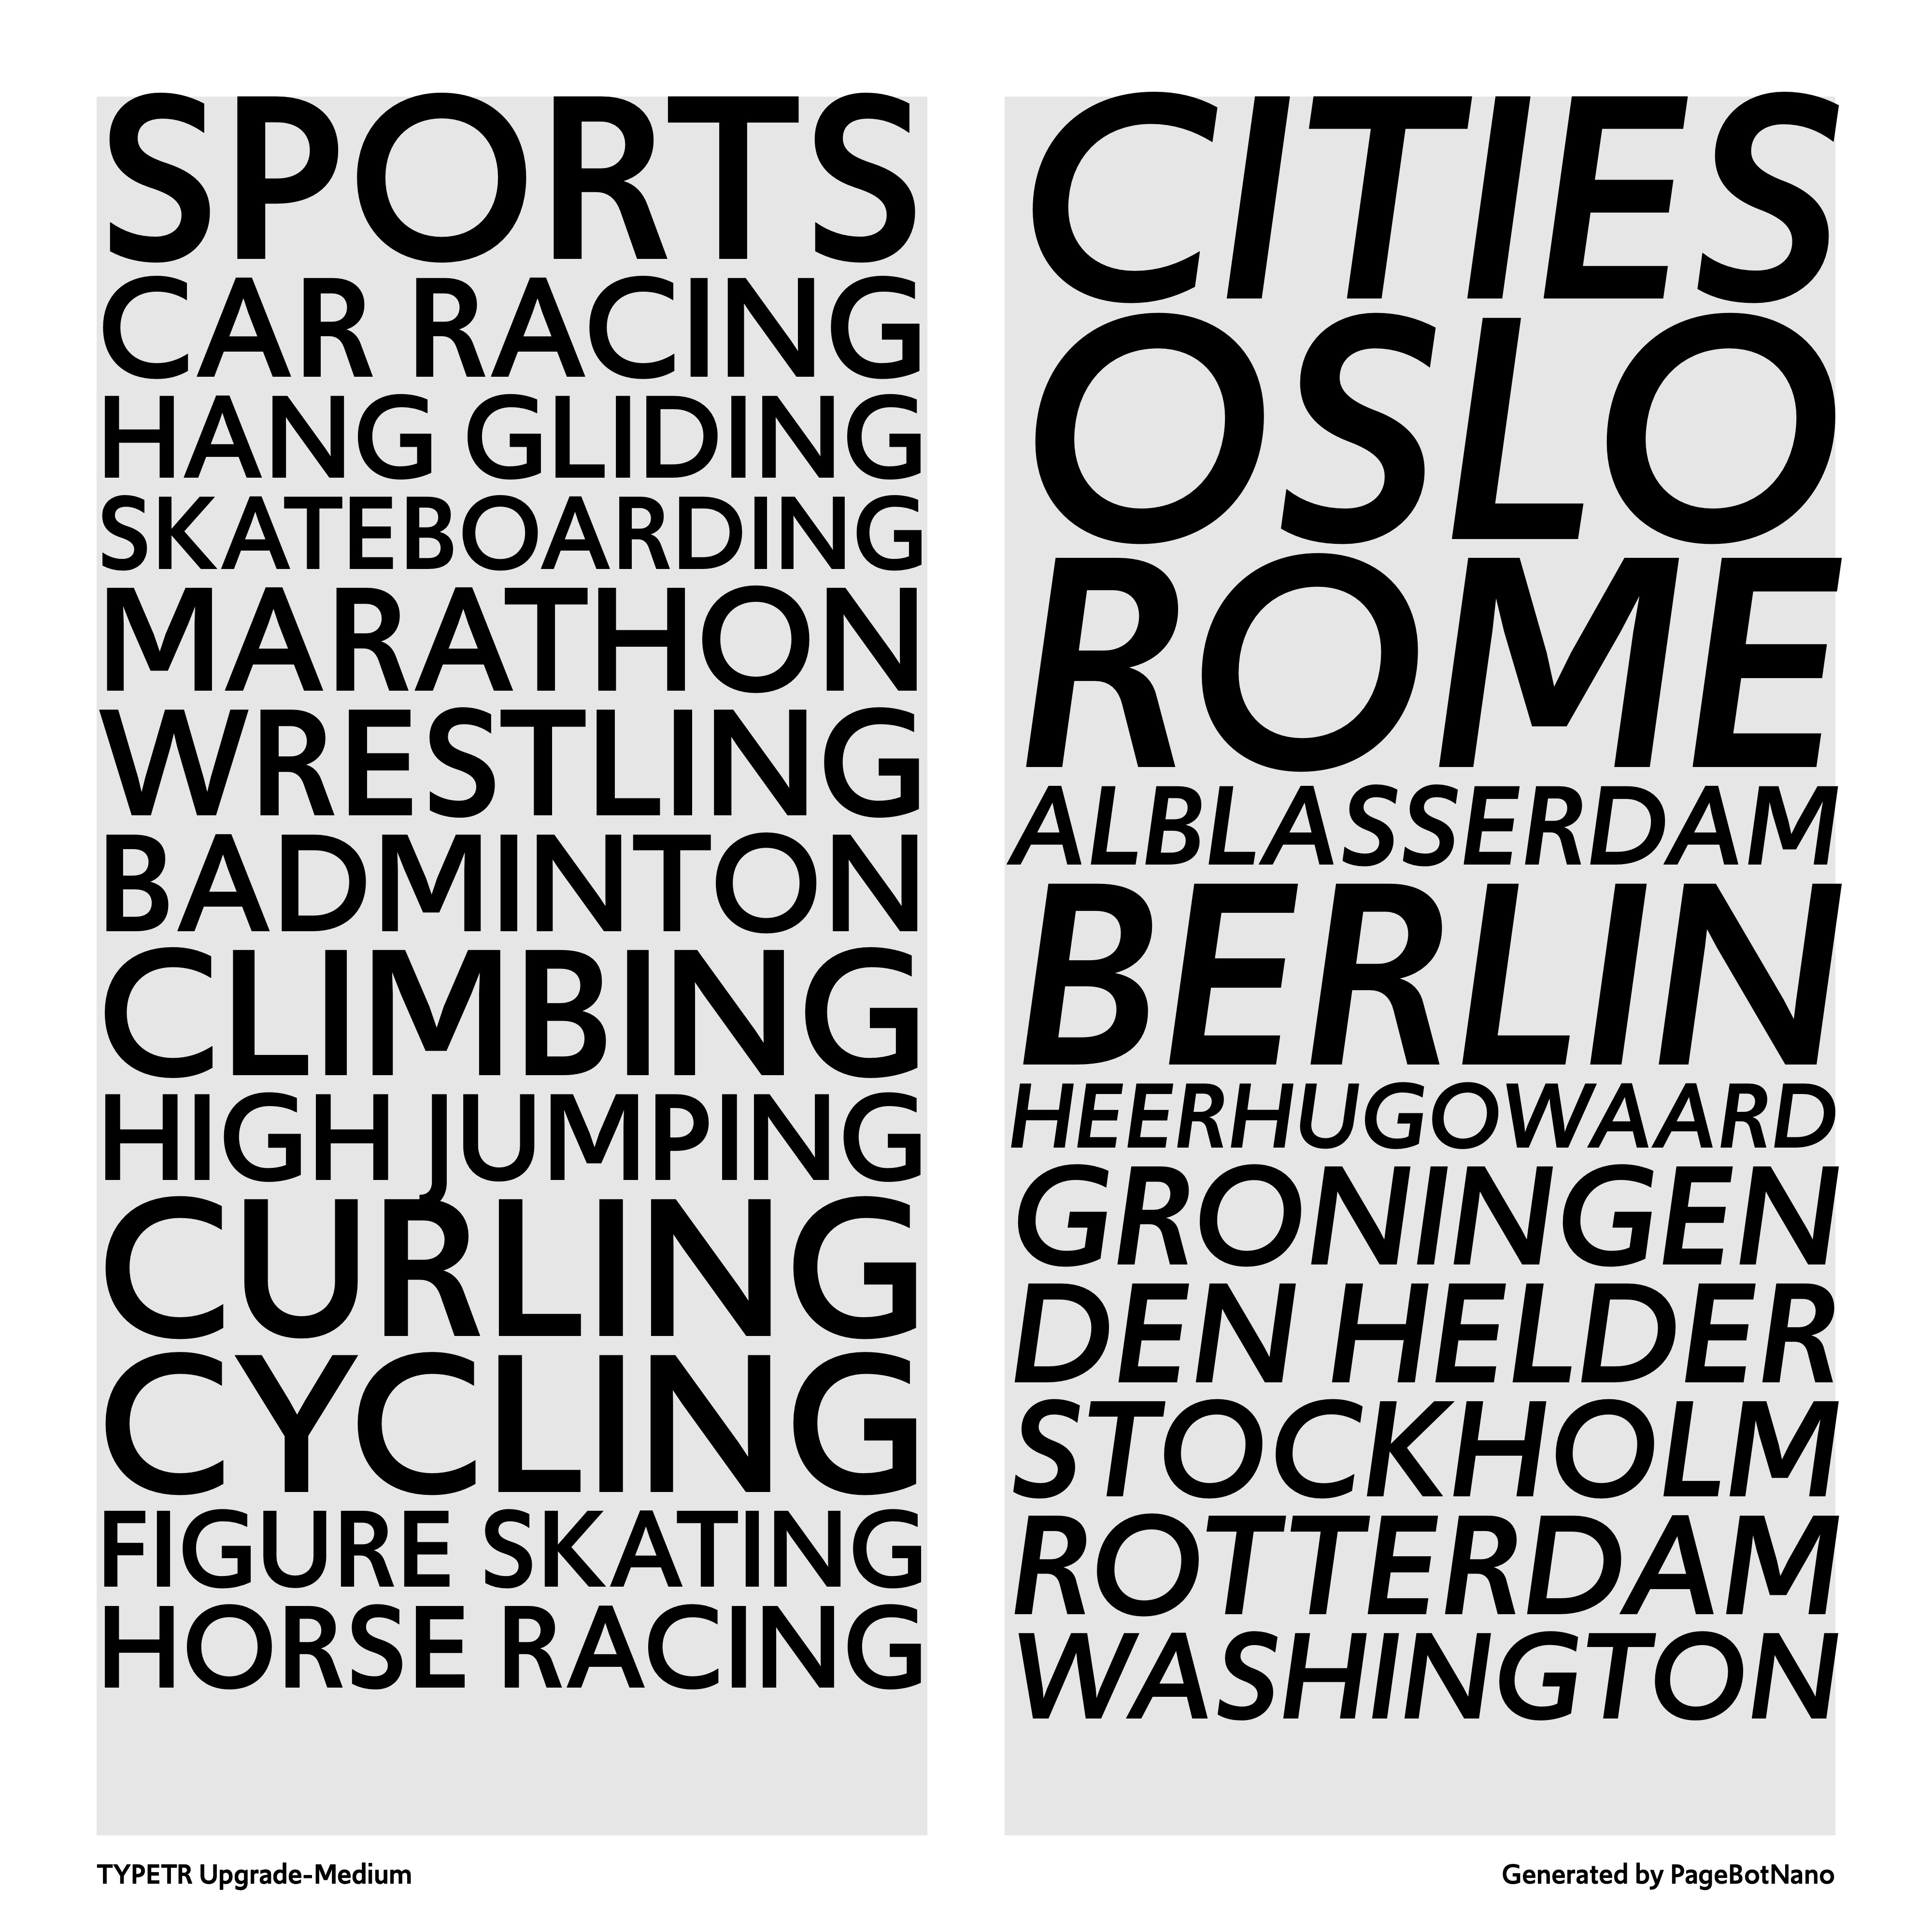 SPORTS
CAR RACING
HANG GLIDING
SKATEBOARDING
MARATHON
WRESTLING
BADMINTON
CLIMBING
HIGH JUMPING
CURLING
CYCLING
FIGURE SKATING
HORSE RACING
CITIES
OSLO
ROME
ALBLASSERDAM
BERLIN
HEERHUGOWAARD
GRONINGEN
DEN HELDER
STOCKHOLM
ROTTERDAM
WASHINGTON
TYPETR Upgrade-Medium
Generated by PageBotNano